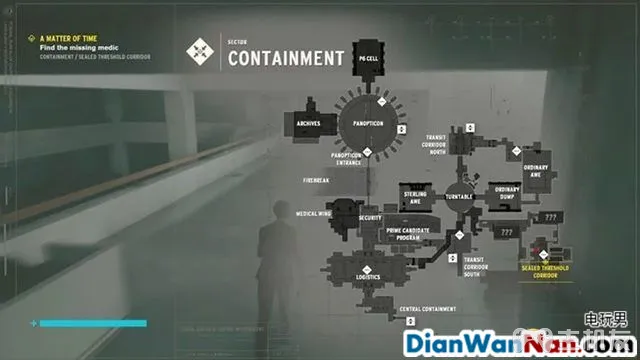 A MATTER OF TIME
Find the missing medic
CONTAINMENT / SEALED THRESHOLD CORRIDOR
SECTOR
CONTAINMENT
P6 CELL
ARCHIVES
PANOPTICON
PANOPTICON
ENTRANCE
TRANSIT
CORRIDOR
NORTH
ORDINARY
AWE
FIREBREAK
STERLING
AWE
TURNTABLE
ORDINARY
DUMP
MEDICAL WING
SECURITY
PRIME CANDIDATE
PROGRAM
???
???
LOGISTICS
TRANSIT
CORRIDOR
SOUTH
SEALED THRESHOLD
CORRIDOR
CENTRAL CONTAINMENT
电玩男
DianWanNan.com